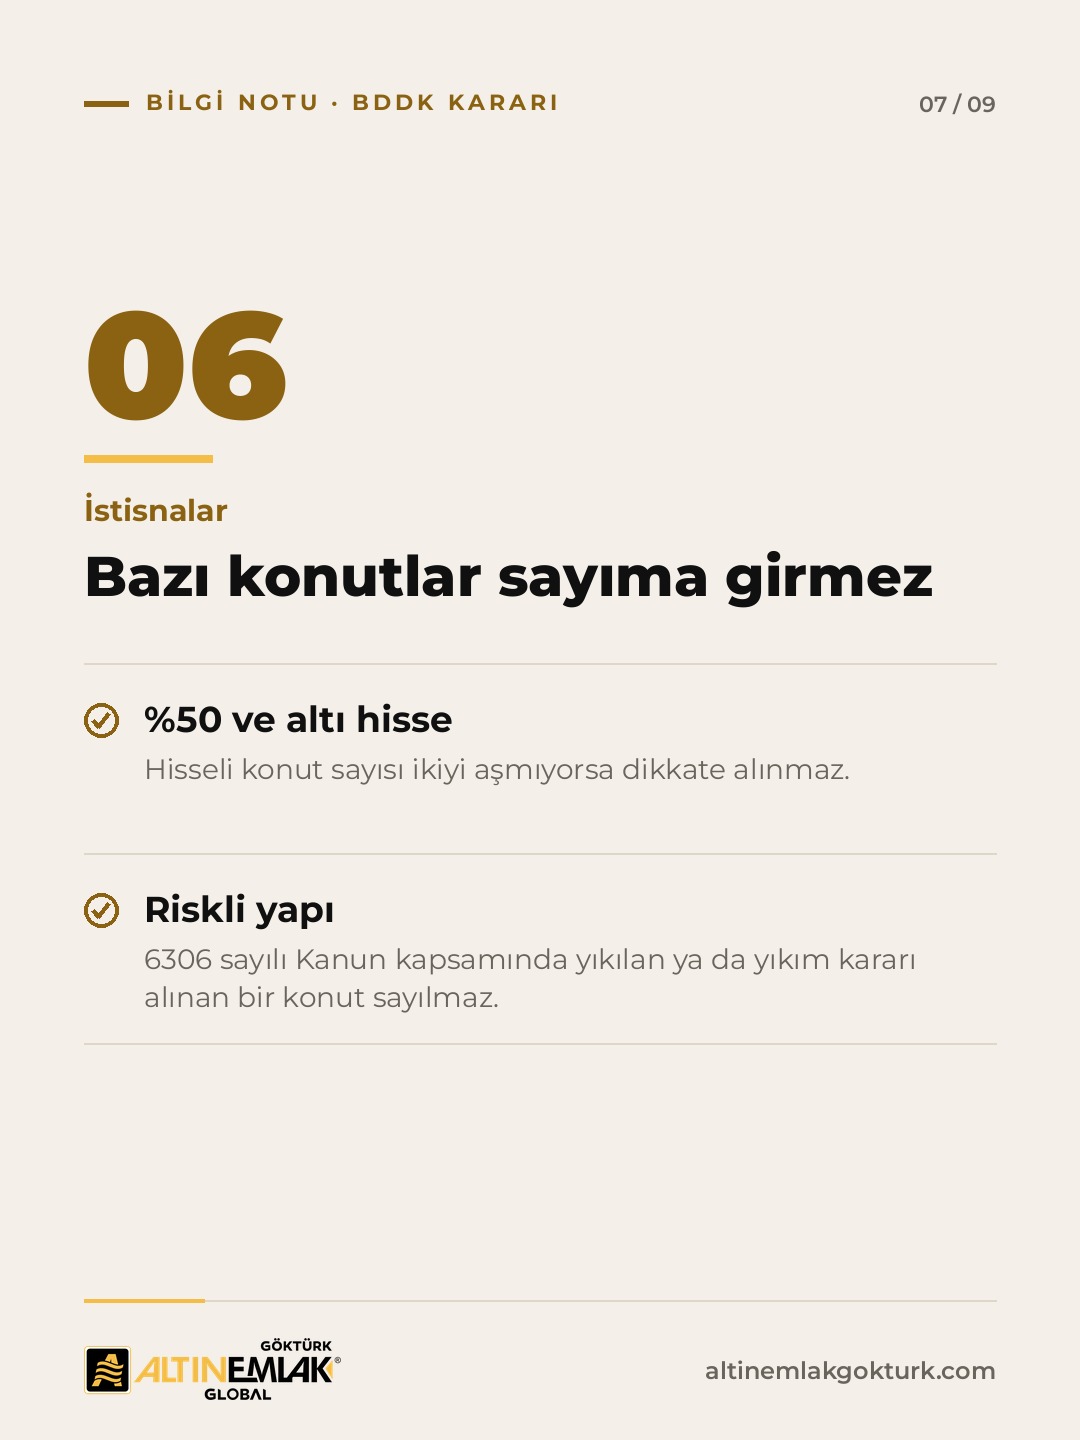 BİLGİ NOTU · BDDK KARARI
07 / 09
06
İstisnalar
Bazı konutlar sayıma girmez
%50 ve altı hisse
Hisseli konut sayısı ikiyi aşmıyorsa dikkate alınmaz.
Riskli yapı
6306 sayılı Kanun kapsamında yıkılan ya da yıkım kararı
alınan bir konut sayılmaz.
GÖKTÜRK
ALTINEMLAK®
GLOBAL
altinemlakgokturk.com